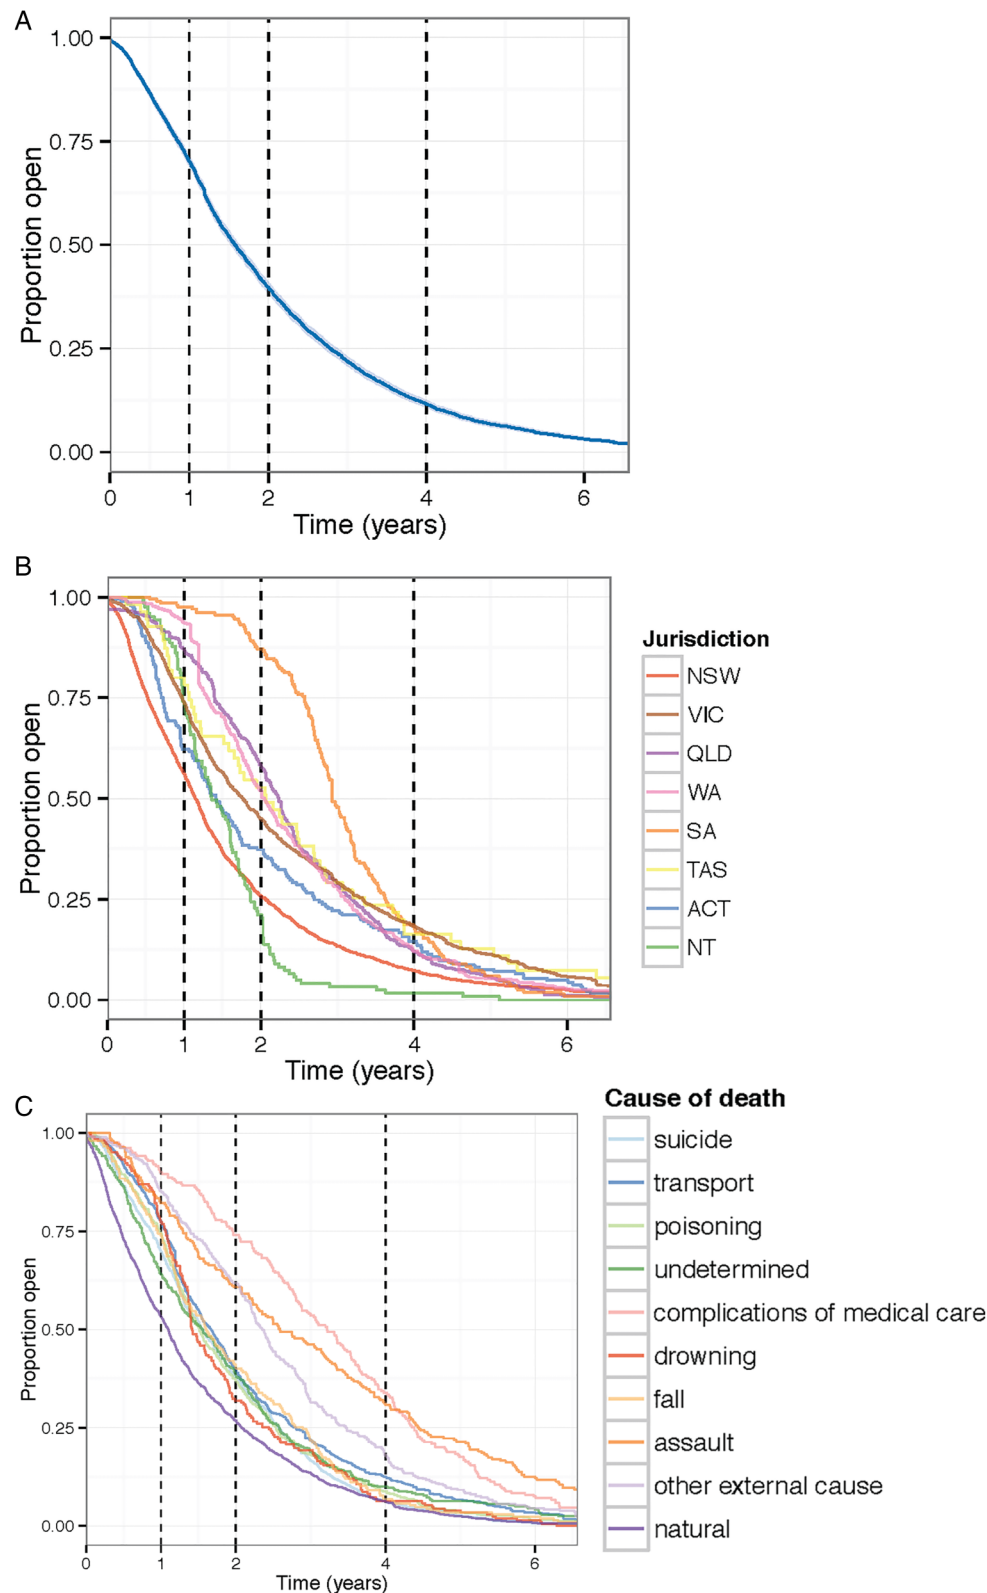 A
1.00
0.75
0.50
0.25
0.00
Proportion open
0 1 2 4 6
Time (years)
B
1.00
0.75
0.50
0.25
0.00
Proportion open
0 1 2 4 6
Time (years)
Jurisdiction
NSW
VIC
QLD
WA
SA
TAS
ACT
NT
C
1.00
0.75
0.50
0.25
0.00
Proportion open
0 1 2 4 6
Time (years)
Cause of death
suicide
transport
poisoning
undetermined
complications of medical care
drowning
fall
assault
other external cause
natural